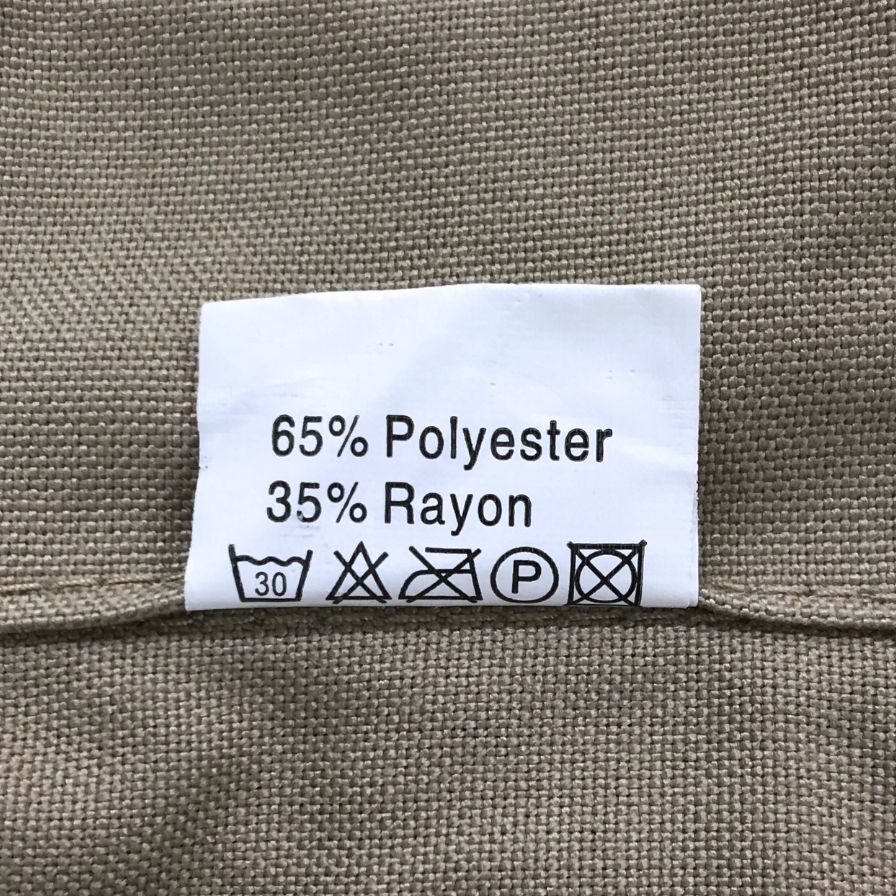 65% Polyester
35% Rayon
30 P